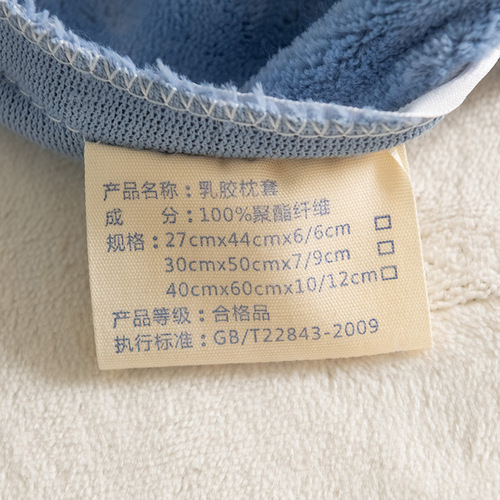 产品名称：乳胶枕套
成　　分：100%聚酯纤维
规格：27cmx44cmx6/6cm □
30cmx50cmx7/9cm □
40cmx60cmx10/12cm □
产品等级：合格品
执行标准：GB/T22843-2009